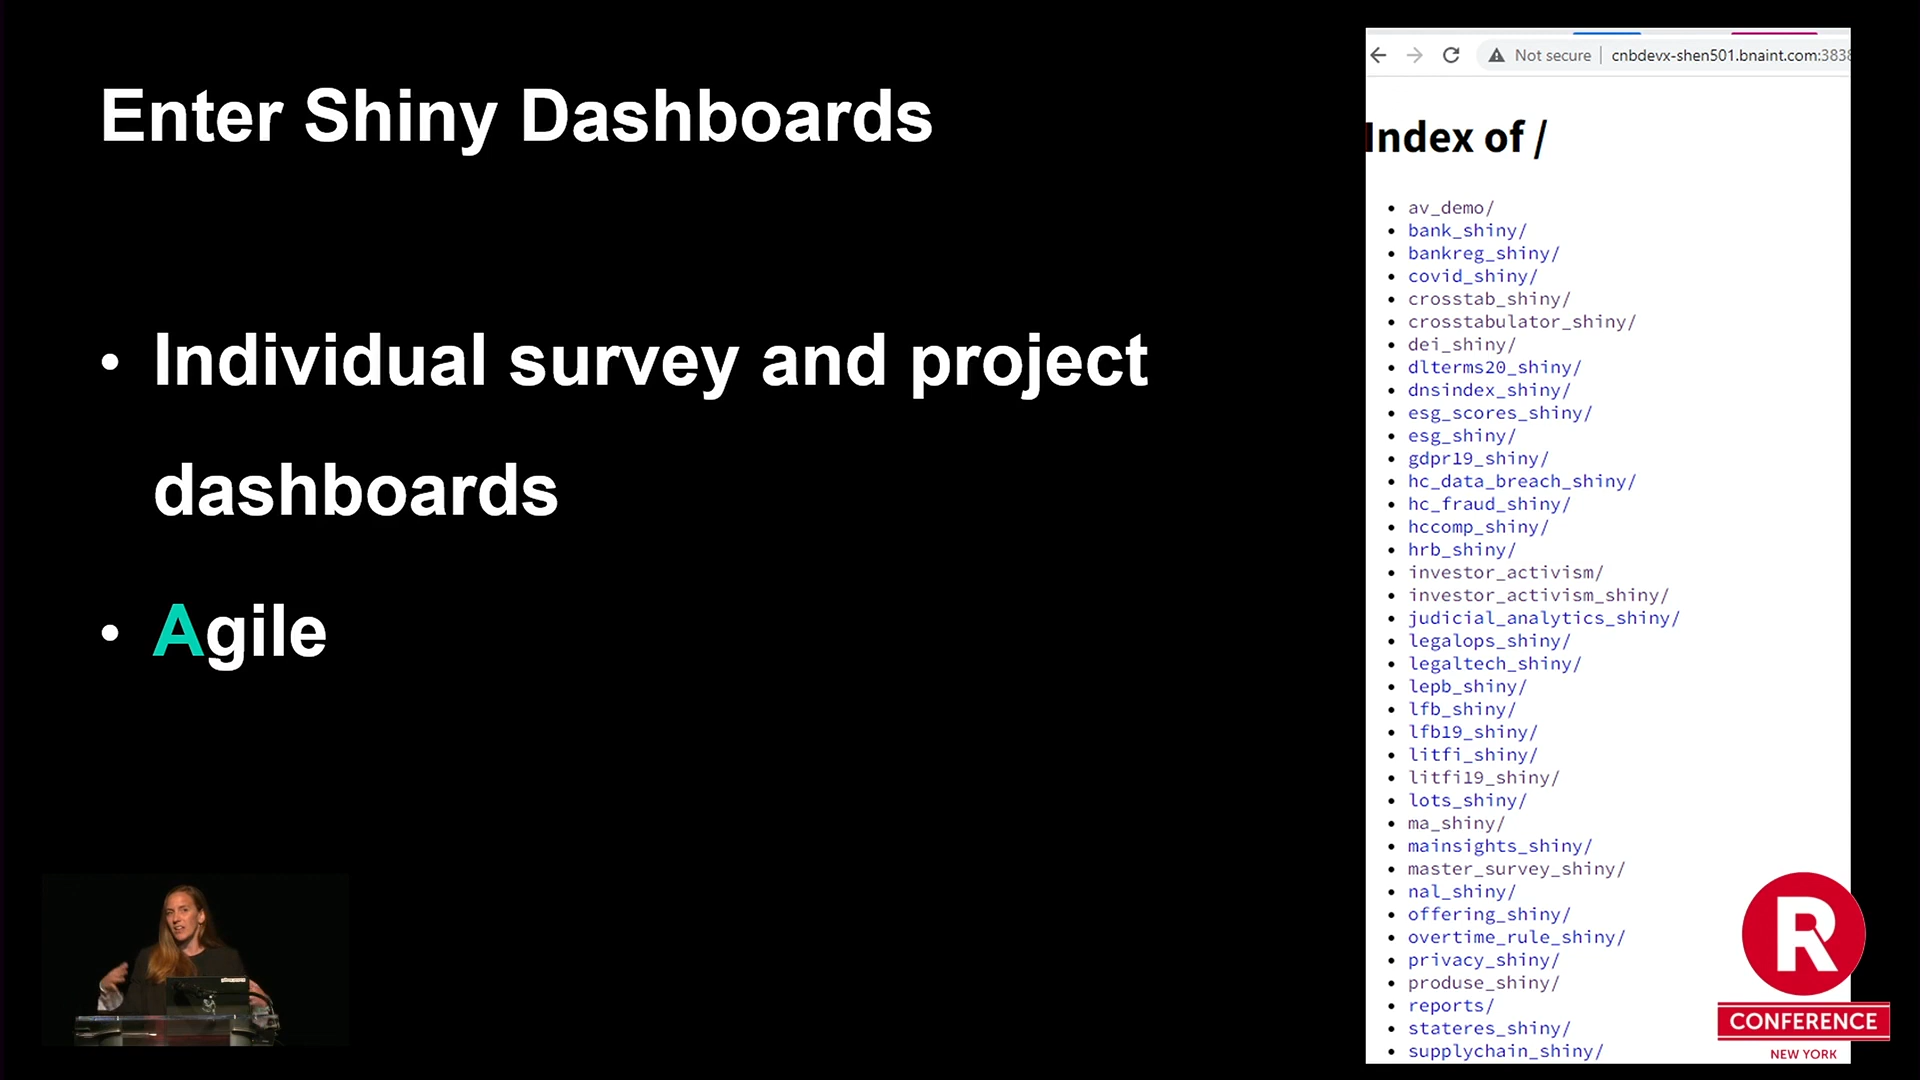 Enter Shiny Dashboards
• Individual survey and project
dashboards
• Agile
Not secure | cnbdevx-shen501.bnaint.com:3838
Index of /
• av_demo/
• bank_shiny/
• bankreg_shiny/
• covid_shiny/
• crosstab_shiny/
• crosstabulator_shiny/
• dei_shiny/
• dlterms20_shiny/
• dnsindex_shiny/
• esg_scores_shiny/
• esg_shiny/
• gdpr19_shiny/
• hc_data_breach_shiny/
• hc_fraud_shiny/
• hccomp_shiny/
• hrb_shiny/
• investor_activism/
• investor_activism_shiny/
• judicial_analytics_shiny/
• legalops_shiny/
• legaltech_shiny/
• lepb_shiny/
• lfb_shiny/
• lfb19_shiny/
• litfi_shiny/
• litfi19_shiny/
• lots_shiny/
• ma_shiny/
• mainsights_shiny/
• master_survey_shiny/
• nal_shiny/
• offering_shiny/
• overtime_rule_shiny/
• privacy_shiny/
• produse_shiny/
• reports/
• stateres_shiny/
• supplychain_shiny/
R
CONFERENCE
NEW YORK